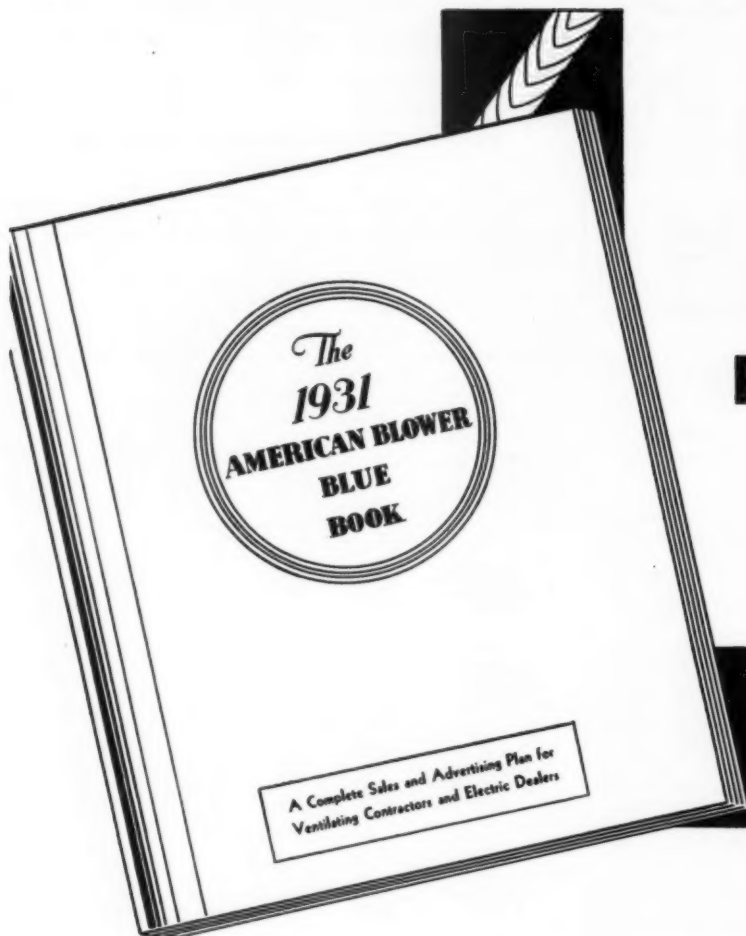 The
1931
AMERICAN BLOWER
BLUE
BOOK
A Complete Sales and Advertising Plan for
Ventilating Contractors and Electric Dealers